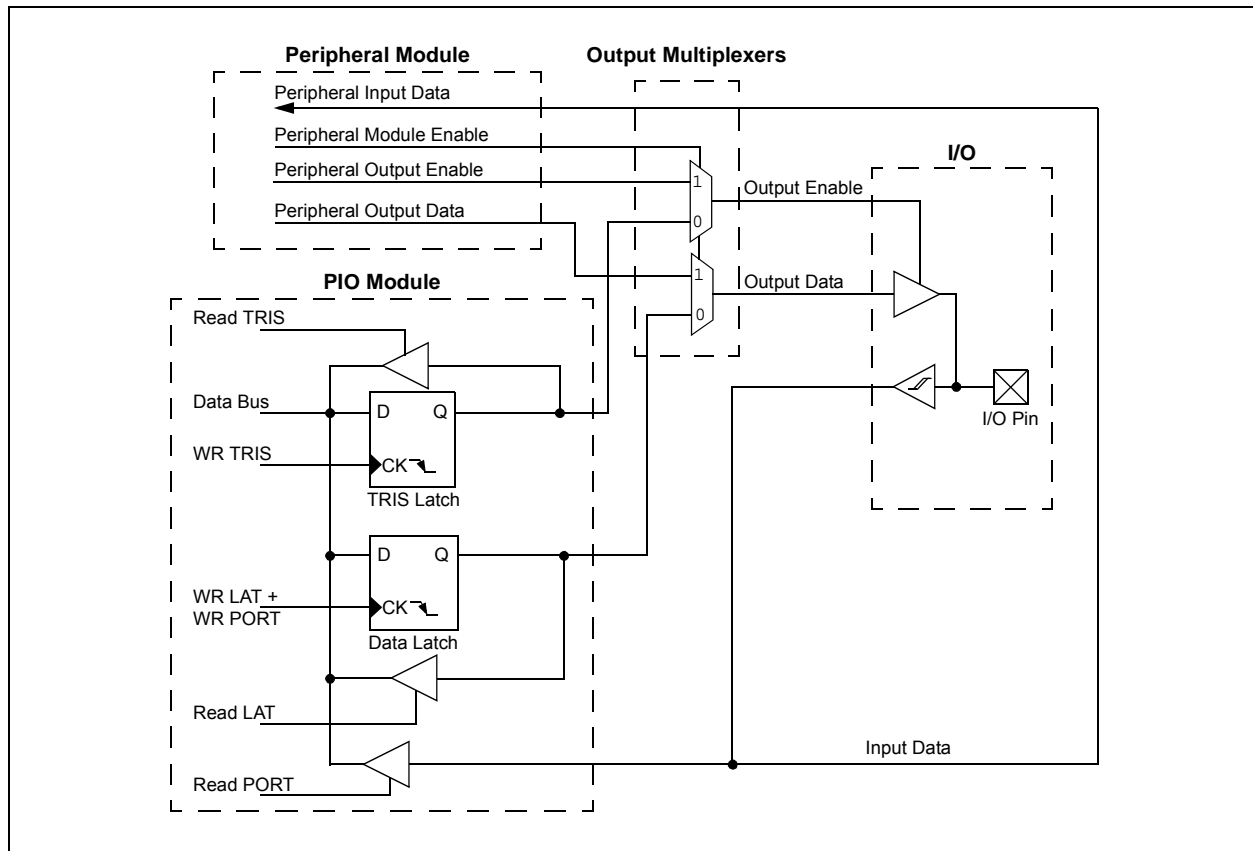 Peripheral Module
Output Multiplexers
Peripheral Input Data
Peripheral Module Enable
Peripheral Output Enable
Peripheral Output Data
1
0
Output Enable
1
0
Output Data
I/O
I/O Pin
PIO Module
Read TRIS
Data Bus
D Q
WR TRIS
CK
TRIS Latch
D Q
WR LAT +
WR PORT
CK
Data Latch
Read LAT
Read PORT
Input Data